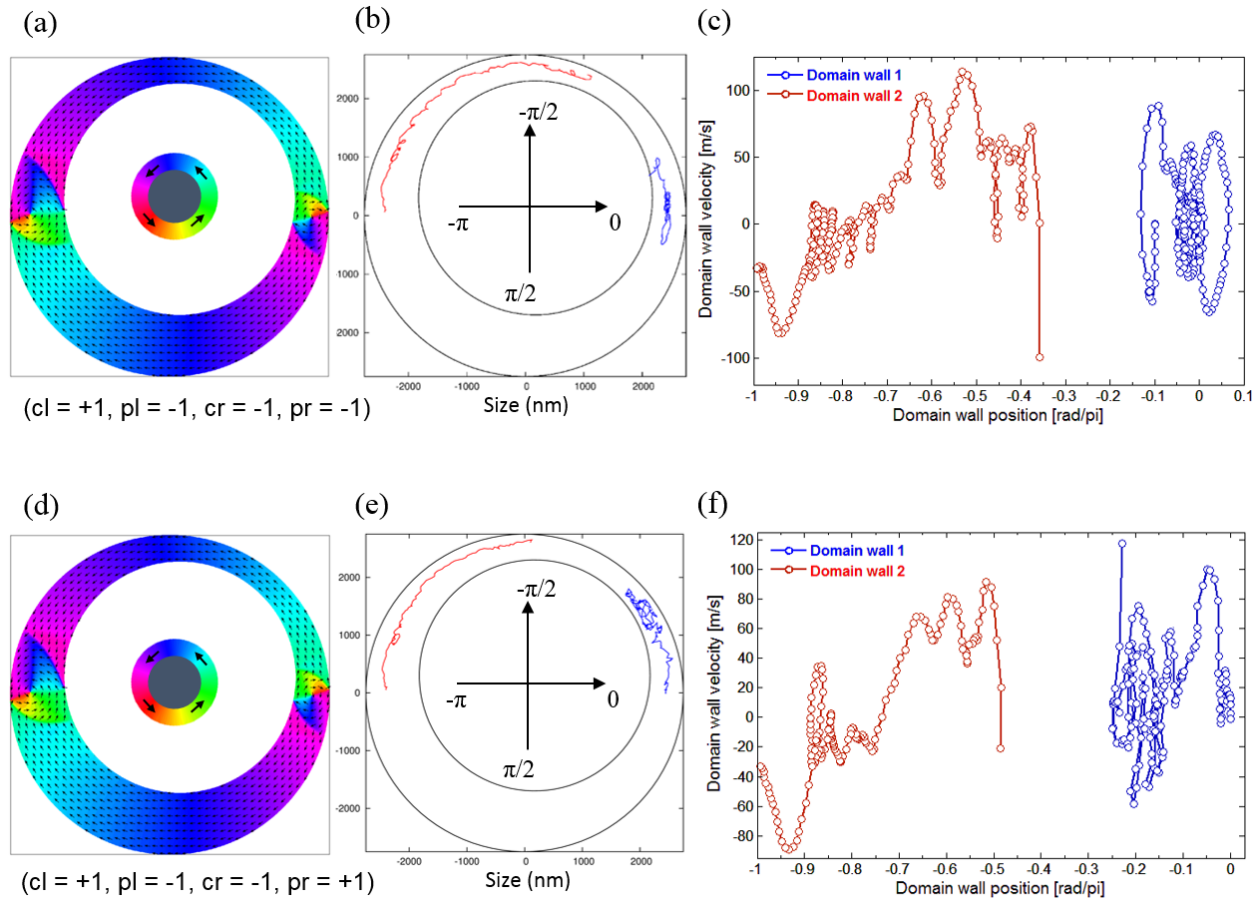 (a)
(b)
(c)
2000
1000
0
1000
2000
-π/2
-π
0
π/2
-2000
-1000
0
1000
2000
Size (nm)
Domain wall 1
Domain wall 2
100
50
0
-50
-100
Domain wall velocity [m/s]
-1
-0.9
-0.8
-0.7
-0.6
-0.5
-0.4
-0.3
-0.2
-0.1
0
0.1
Domain wall position [rad/pi]
(cl = +1, pl = -1, cr = -1, pr = -1)
(d)
(e)
(f)
2000
1000
0
-1000
-2000
-π/2
-π
0
π/2
-2000
-1000
0
1000
2000
Size (nm)
Domain wall 1
Domain wall 2
120
100
80
60
40
20
0
-20
-40
-60
-80
Domain wall velocity [m/s]
-1
-0.9
-0.8
-0.7
-0.6
-0.5
-0.4
-0.3
-0.2
-0.1
0
Domain wall position [rad/pi]
(cl = +1, pl = -1, cr = -1, pr = +1)